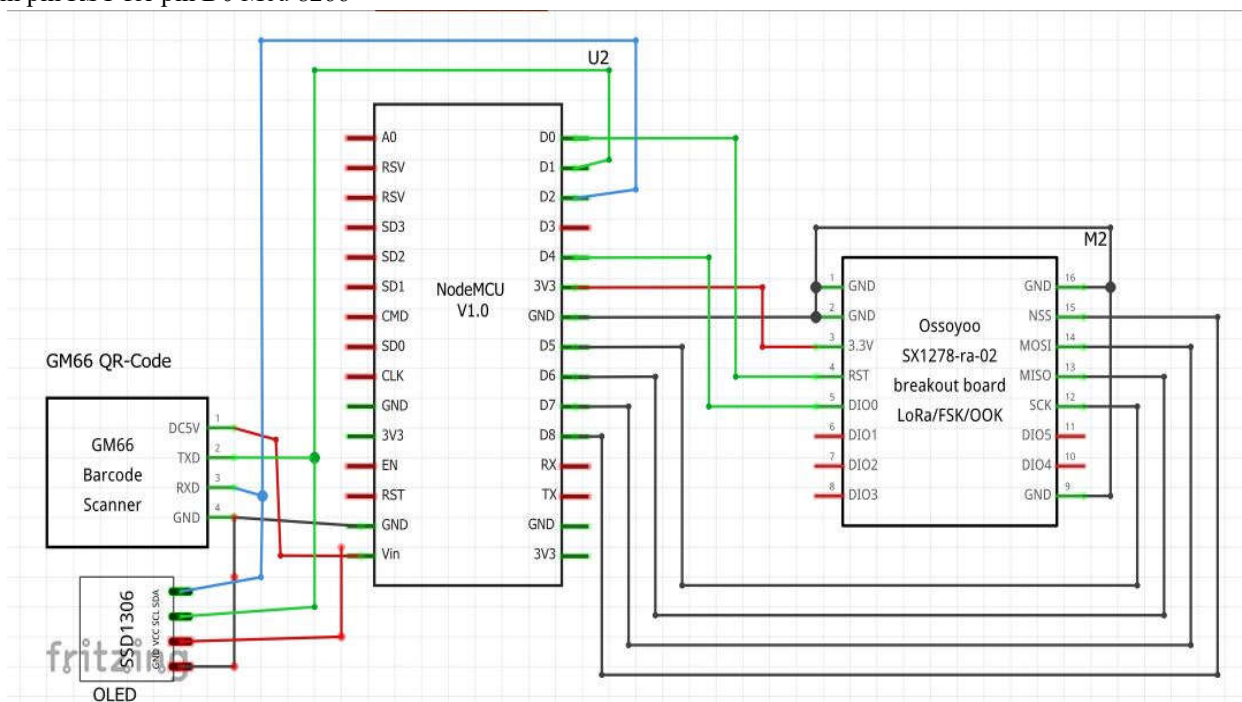 U2
A0
RSV
RSV
SD3
SD2
SD1
CMD
SD0
CLK
GND
3V3
EN
RST
GND
Vin
NodeMCU
V1.0
D0
D1
D2
D3
D4
3V3
GND
D5
D6
D7
D8
RX
TX
GND
3V3
M2
1 GND
2 GND
3 3.3V
4 RST
5 DIO0
6 DIO1
7 DIO2
8 DIO3
Ossoyoo
SX1278-ra-02
breakout board
LoRa/FSK/OOK
GND 16
NSS 15
MOSI 14
MISO 13
SCK 12
DIO5 11
DIO4 10
GND 9
GM66 QR-Code
GM66
Barcode
Scanner
DC5V 1
TXD 2
RXD 3
GND 4
SSD1306
GND VCC SCL SDA
fritzing
OLED